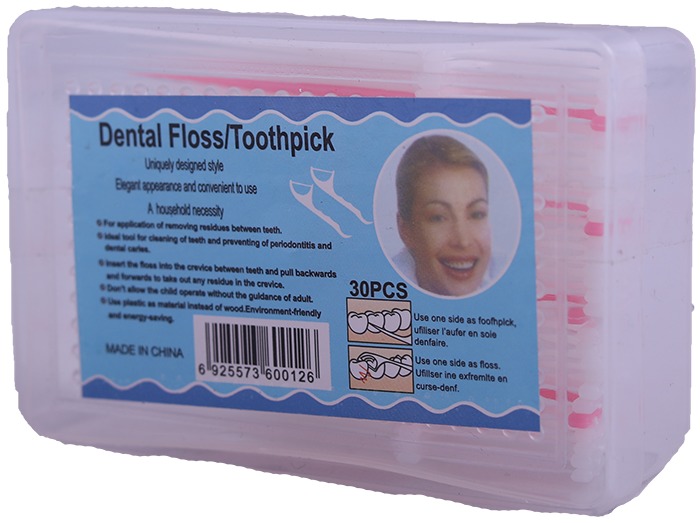 Dental Floss/Toothpick
Uniquely designed style
Elegant appearance and convenient to use
A household necessity
For application of removing residues between teeth.
Ideal tool for cleaning of teeth and preventing of periodontitis and
dental caries.
Insert the floss into the crevice between teeth and pull backwards
and forwards to take out any residue in the crevice.
Don't allow the child operate without the guidance of adult.
Use plastic as material instead of wood.Environment-friendly
and energy-saving.
MADE IN CHINA
6 925573 600126
30PCS
Use one side as foofhpick,
ufiliser l'aufer en soie
denfaire.
Use one side as floss.
Ufiliser ine exfremite en
curse-denf.